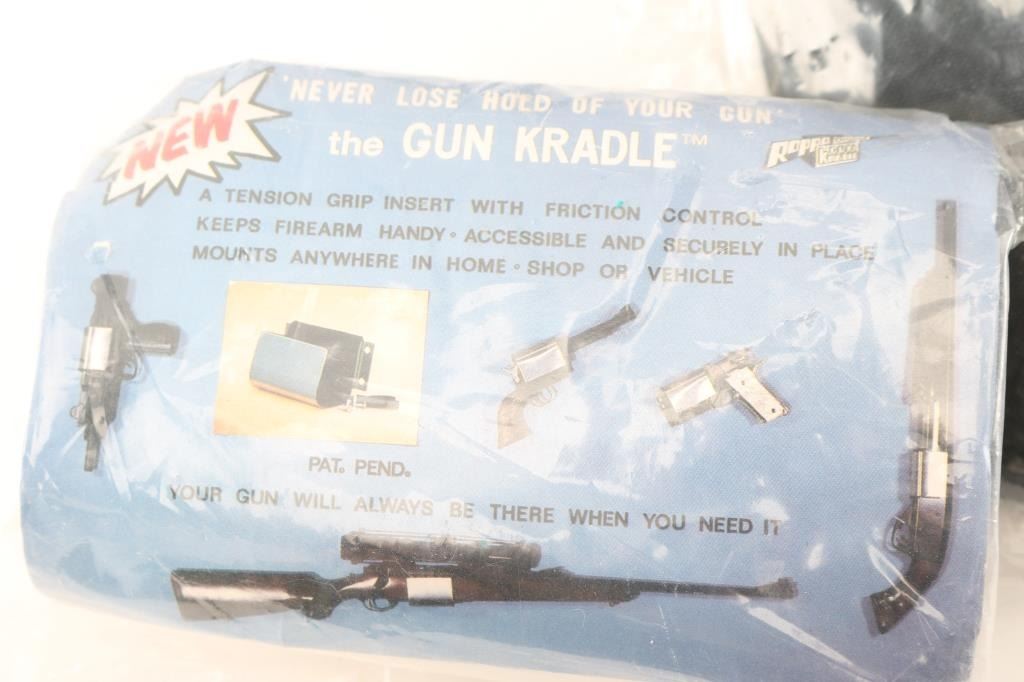 NEW
'NEVER LOSE HOLD OF YOUR GUN'
the GUN KRADLE™
A TENSION GRIP INSERT WITH FRICTION CONTROL
KEEPS FIREARM HANDY • ACCESSIBLE AND SECURELY IN PLACE
MOUNTS ANYWHERE IN HOME • SHOP OR VEHICLE
PAT. PEND.
YOUR GUN WILL ALWAYS BE THERE WHEN YOU NEED IT